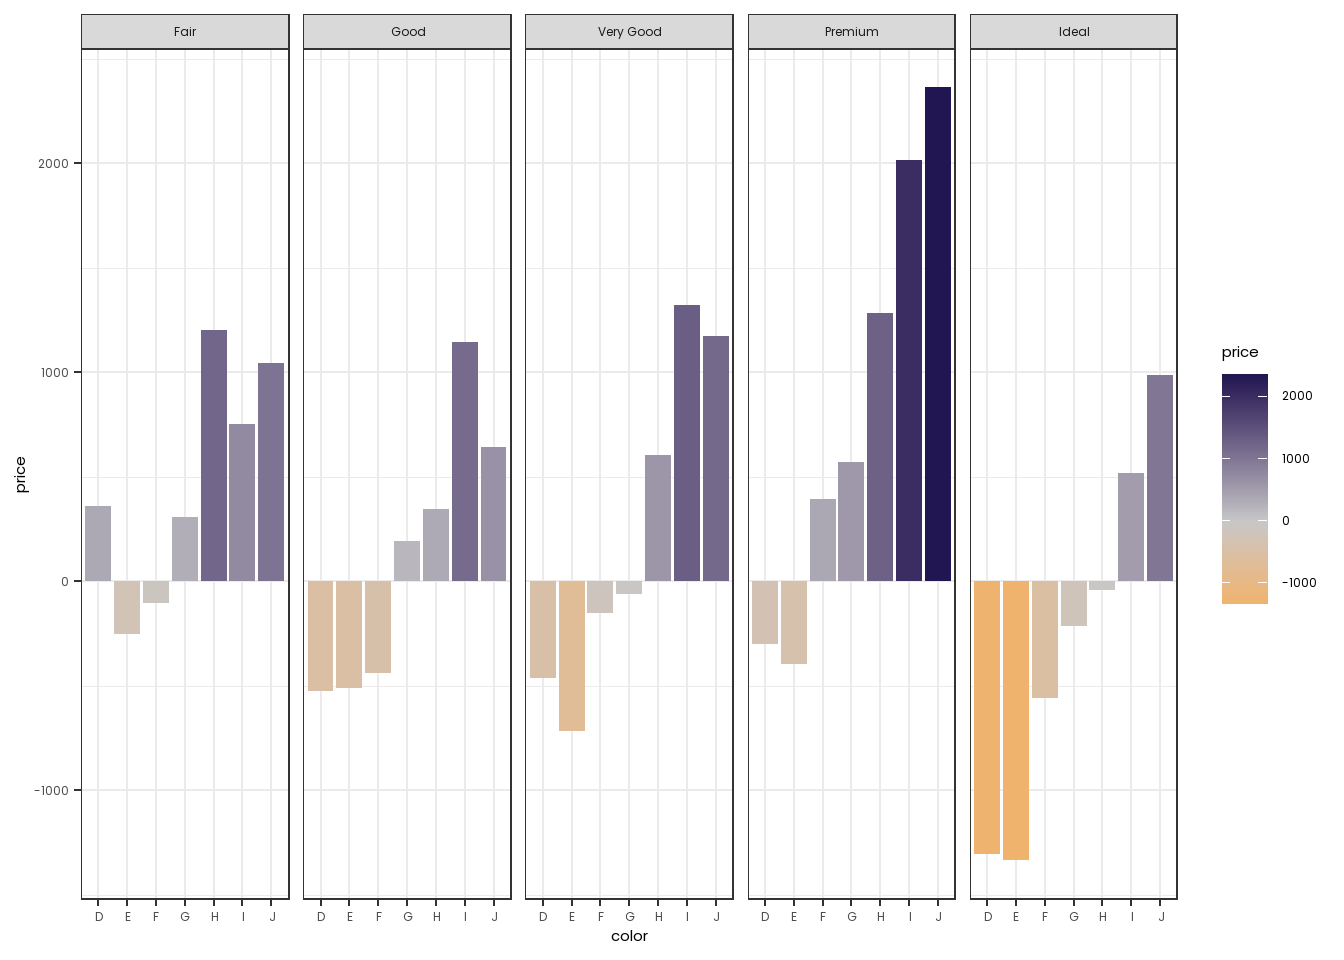 Fair Good Very Good Premium Ideal
2000
1000
0
-1000
price
D E F G H I J D E F G H I J D E F G H I J D E F G H I J D E F G H I J
color
price
2000
1000
0
-1000